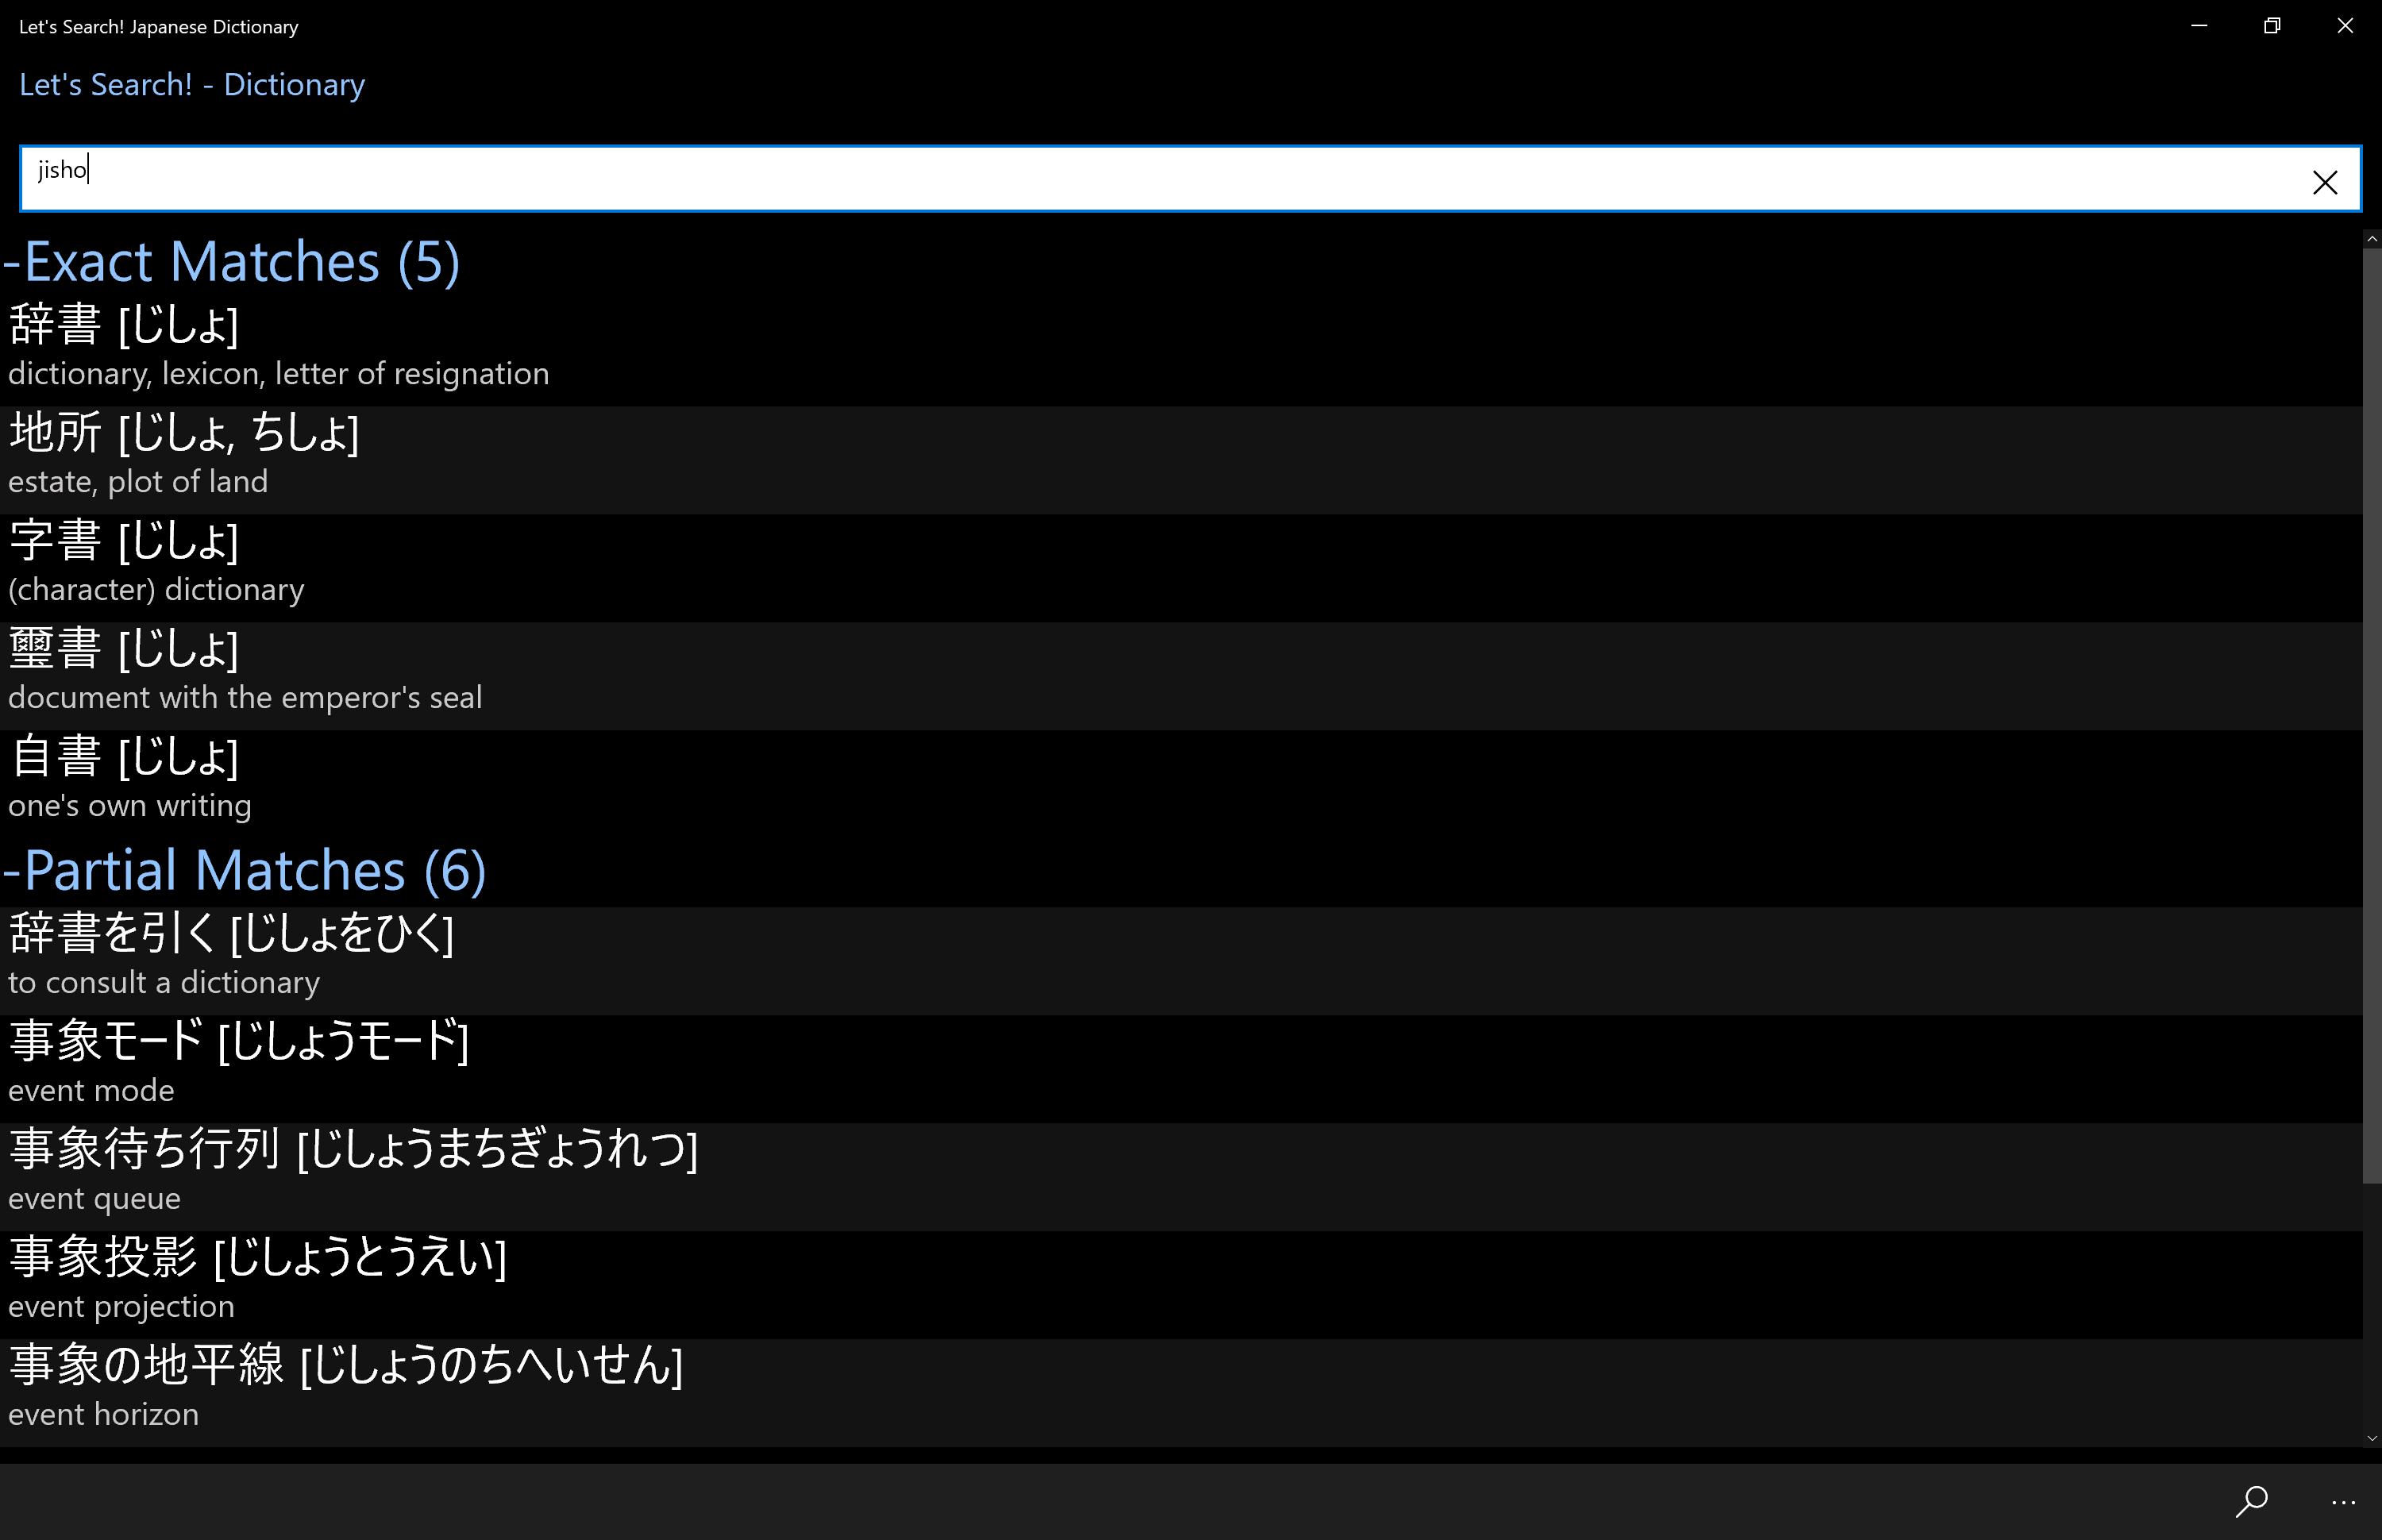 Let's Search! Japanese Dictionary
Let's Search! - Dictionary
jisho
-Exact Matches (5)
辞書 [じしょ]
dictionary, lexicon, letter of resignation
地所 [じしょ, ちしょ]
estate, plot of land
字書 [じしょ]
(character) dictionary
璽書 [じしょ]
document with the emperor's seal
自書 [じしょ]
one's own writing
-Partial Matches (6)
辞書を引く [じしょをひく]
to consult a dictionary
事象モード [じしょうモード]
event mode
事象待ち行列 [じしょうまちぎょうれつ]
event queue
事象投影 [じしょうとうえい]
event projection
事象の地平線 [じしょうのちへいせん]
event horizon